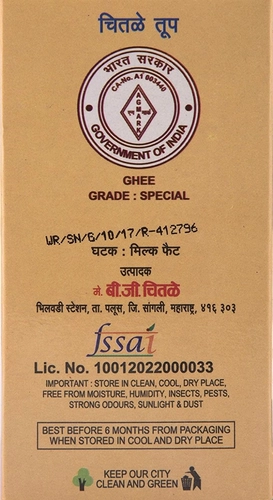 चितळे तूप
भारत सरकार
CA-No. A1 003440
AGMARK
एगमार्क
GOVERNMENT OF INDIA
GHEE
GRADE : SPECIAL
WR/SN/6/10/17/R-412796
घटक : मिल्क फैट
उत्पादक
मे. बी.जी.चितळे
भिलवडी स्टेशन, ता. पलूस, जि. सांगली, महाराष्ट्र, ४१६ ३०३
fssai
Lic. No. 10012022000033
IMPORTANT : STORE IN CLEAN, COOL, DRY PLACE,
FREE FROM MOISTURE, HUMIDITY, INSECTS, PESTS,
STRONG ODOURS, SUNLIGHT & DUST
BEST BEFORE 6 MONTHS FROM PACKAGING
WHEN STORED IN COOL AND DRY PLACE
KEEP OUR CITY
CLEAN AND GREEN